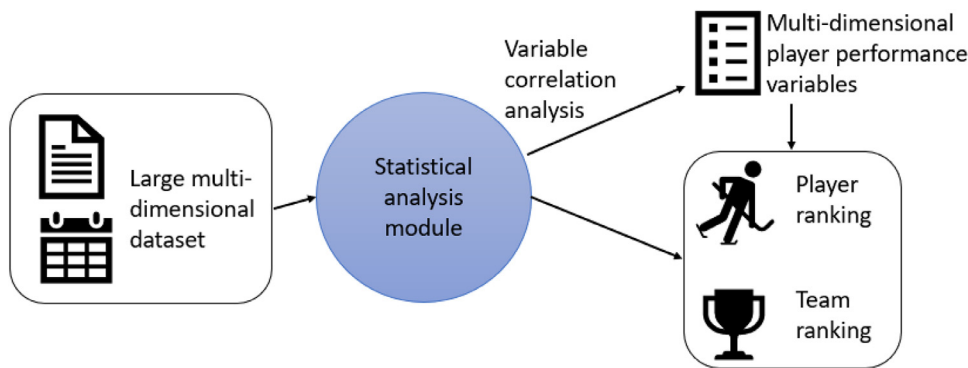 Large multi-
dimensional
dataset
Statistical
analysis
module
Variable
correlation
analysis
Multi-dimensional
player performance
variables
Player
ranking
Team
ranking